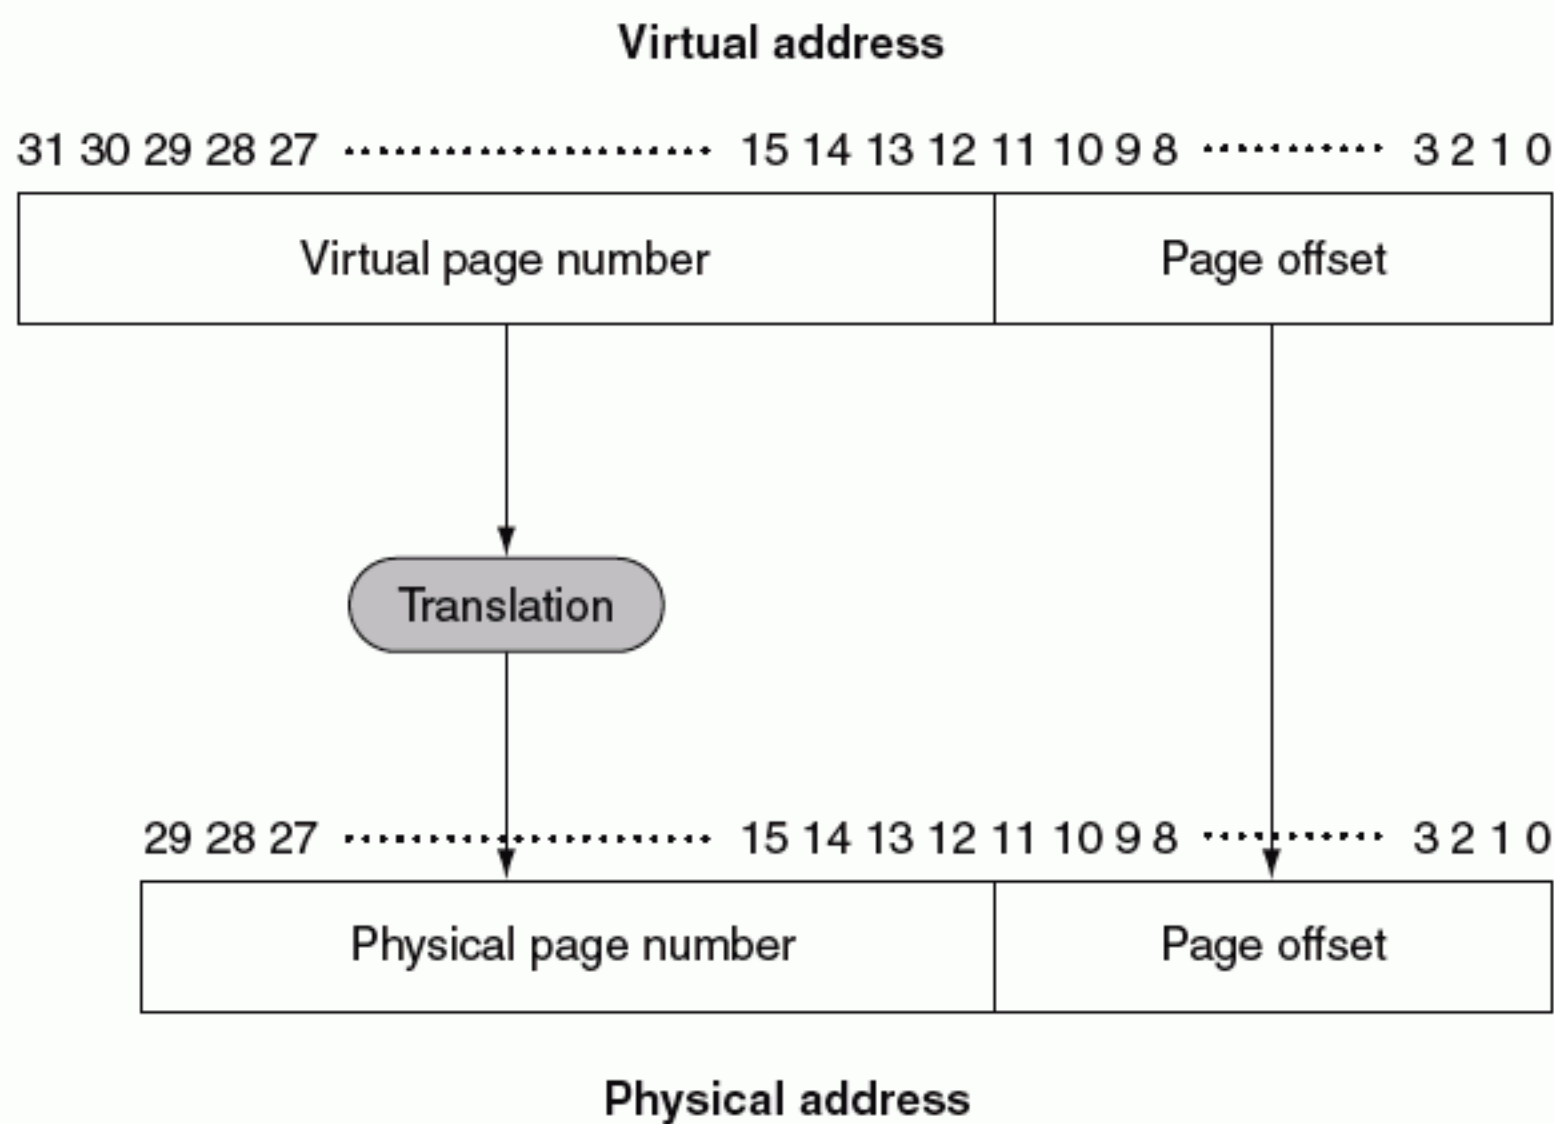 Virtual address
31 30 29 28 27 ..................... 15 14 13 12 11 10 9 8 ........... 3 2 1 0
Virtual page number Page offset
Translation
29 28 27 ..................... 15 14 13 12 11 10 9 8 ........... 3 2 1 0
Physical page number Page offset
Physical address